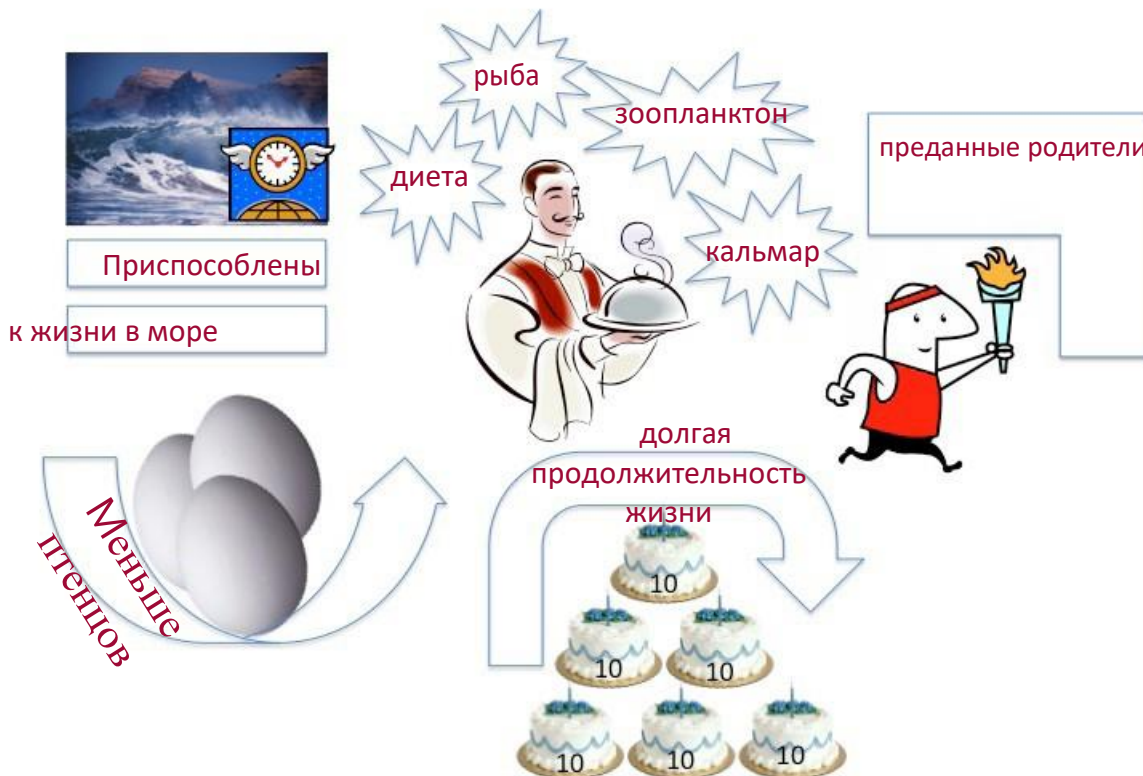 рыба
зоопланктон
диета
кальмар
преданные родители
Приспособлены
к жизни в море
Меньше
птенцов
долгая
продолжительность
жизни
10
10
10
10
10
10